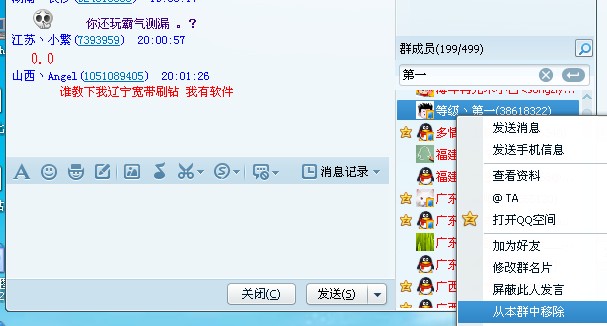 你还玩霸气测漏 。?
江苏丶小繁(7393959) 20:00:57
0.0
山西丶Angel(1051089405) 20:01:26
谁教下我辽宁宽带刷钻 我有软件
消息记录
关闭(C)
发送(S)
群成员(199/499)
第一
等级丶第一(38618322)
多情
福建
福建
广东
广东
广东
广东
广西
广
发送消息
发送手机信息
查看资料
@ TA
打开QQ空间
加为好友
修改群名片
屏蔽此人发言
从本群中移除